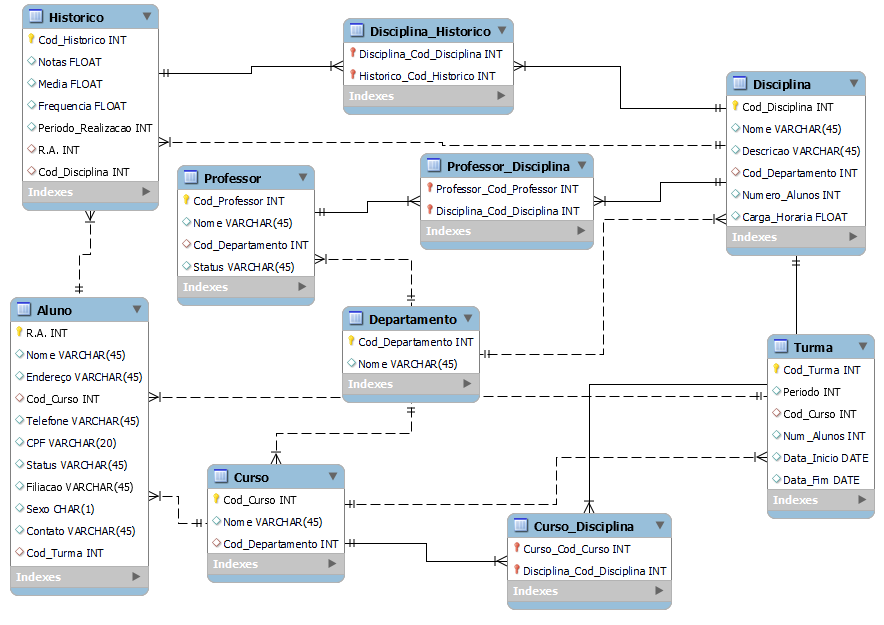 Historico
Cod_Historico INT
Notas FLOAT
Media FLOAT
Frequencia FLOAT
Periodo_Realizacao INT
R.A. INT
Cod_Disciplina INT
Indexes
Disciplina_Historico
Disciplina_Cod_Disciplina INT
Historico_Cod_Historico INT
Indexes
Disciplina
Cod_Disciplina INT
Nome VARCHAR(45)
Descricao VARCHAR(45)
Cod_Departamento INT
Numero_Alunos INT
Carga_Horaria FLOAT
Indexes
Professor
Cod_Professor INT
Nome VARCHAR(45)
Cod_Departamento INT
Status VARCHAR(45)
Indexes
Professor_Disciplina
Professor_Cod_Professor INT
Disciplina_Cod_Disciplina INT
Indexes
Aluno
R.A. INT
Nome VARCHAR(45)
Endereço VARCHAR(45)
Cod_Curso INT
Telefone VARCHAR(45)
CPF VARCHAR(20)
Status VARCHAR(45)
Filiacao VARCHAR(45)
Sexo CHAR(1)
Contato VARCHAR(45)
Cod_Turma INT
Indexes
Departamento
Cod_Departamento INT
Nome VARCHAR(45)
Indexes
Turma
Cod_Turma INT
Periodo INT
Cod_Curso INT
Num_Alunos INT
Data_Inicio DATE
Data_Fim DATE
Indexes
Curso
Cod_Curso INT
Nome VARCHAR(45)
Cod_Departamento INT
Indexes
Curso_Disciplina
Curso_Cod_Curso INT
Disciplina_Cod_Disciplina INT
Indexes